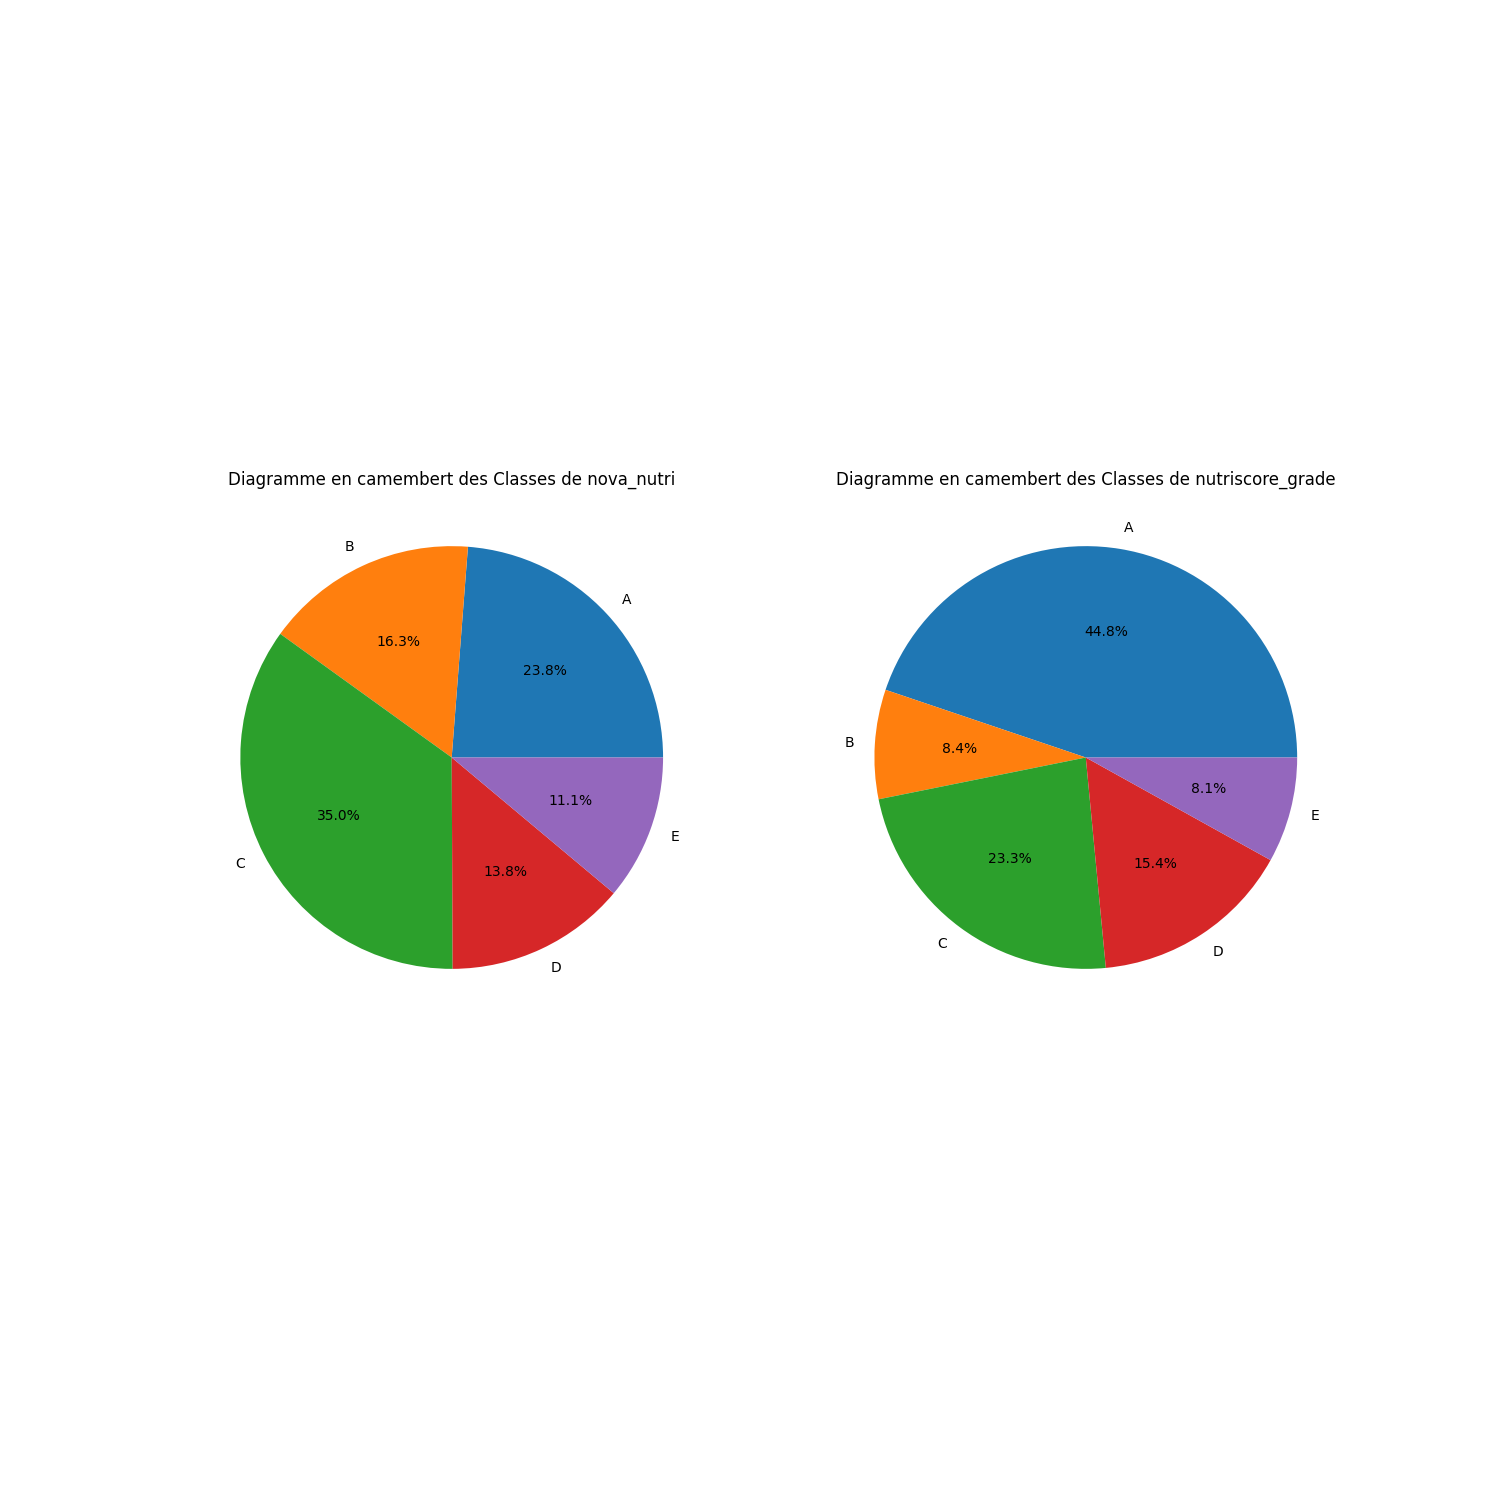 Diagramme en camembert des Classes de nova_nutri
A
23.8%
B
16.3%
C
35.0%
D
13.8%
E
11.1%
Diagramme en camembert des Classes de nutriscore_grade
A
44.8%
B
8.4%
C
23.3%
D
15.4%
E
8.1%